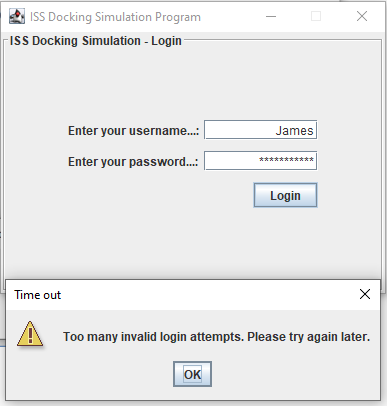 ISS Docking Simulation Program
ISS Docking Simulation - Login
Enter your username...: James
Enter your password...: ***********
Login
Time out
Too many invalid login attempts. Please try again later.
OK